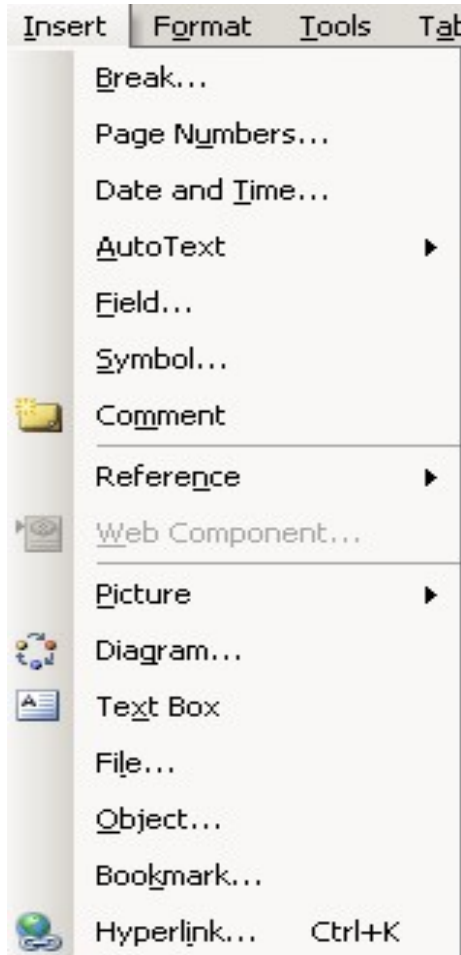 Insert Format Tools Tab
Break...
Page Numbers...
Date and Time...
AutoText
Field...
Symbol...
Comment
Reference
Web Component...
Picture
Diagram...
Text Box
File...
Object...
Bookmark...
Hyperlink... Ctrl+K